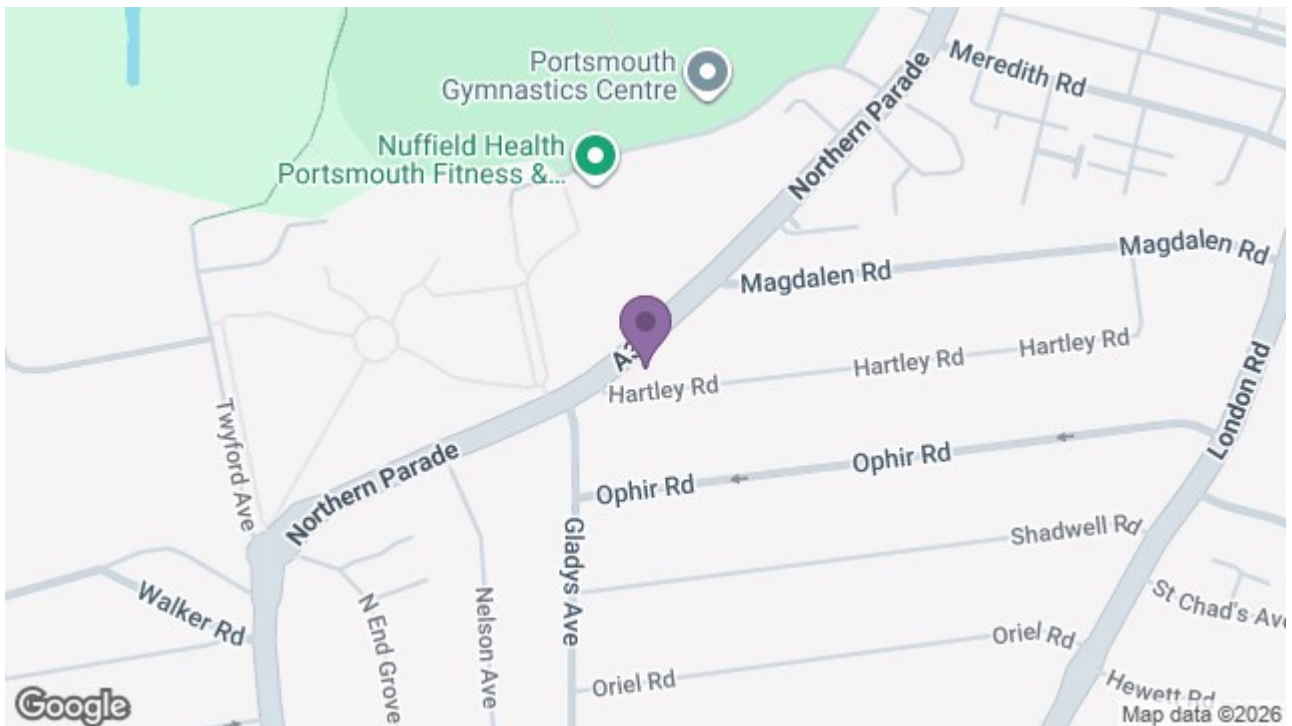 Portsmouth
Gymnastics Centre
Nuffield Health
Portsmouth Fitness &...
Northern Parade
Meredith Rd
Magdalen Rd
Magdalen Rd
Hartley Rd
Hartley Rd
Hartley Rd
London Rd
Twyford Ave
Northern Parade
Ophir Rd
Ophir Rd
Gladys Ave
Shadwell Rd
Walker Rd
N End Grove
Nelson Ave
St Chad's Ave
Oriel Rd
Oriel Rd
Hewett Rd
Google
Map data ©2026